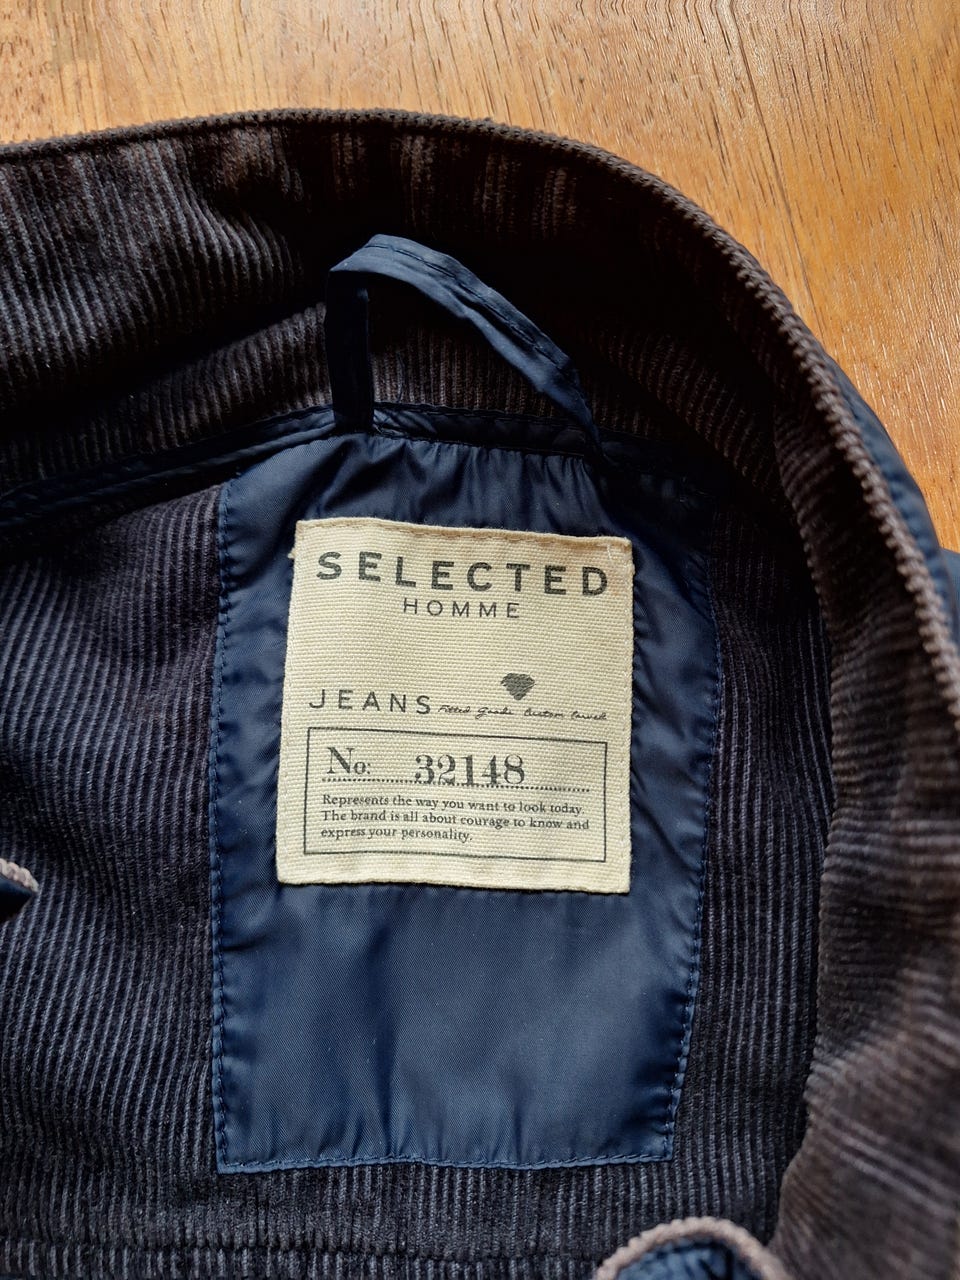 SELECTED
HOMME
JEANS
No: 32148
Represents the way you want to look today.
The brand is all about courage to know and
express your personality.